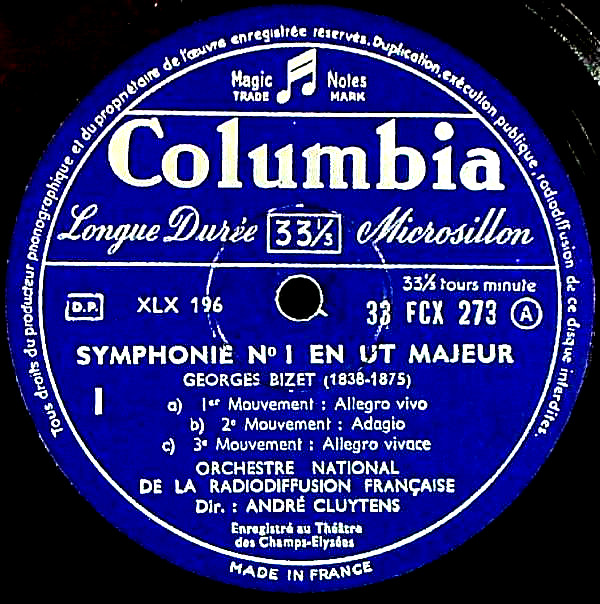 Tous droits du producteur phonographique et du propriétaire de l'œuvre enregistrée réservés. Duplication, exécution publique, radiodiffusion de ce disque interdites.
Magic Notes
TRADE MARK
Columbia
Longue Durée 33⅓ Microsillon
33⅓ tours minute
D.P. XLX 196 33 FCX 273 A
SYMPHONIE Nº 1 EN UT MAJEUR
GEORGES BIZET (1838-1875)
I
a) 1er Mouvement : Allegro vivo
b) 2e Mouvement : Adagio
c) 3e Mouvement : Allegro vivace
ORCHESTRE NATIONAL
DE LA RADIODIFFUSION FRANÇAISE
Dir. : ANDRÉ CLUYTENS
Enregistré au Théâtre
des Champs-Elysées
MADE IN FRANCE